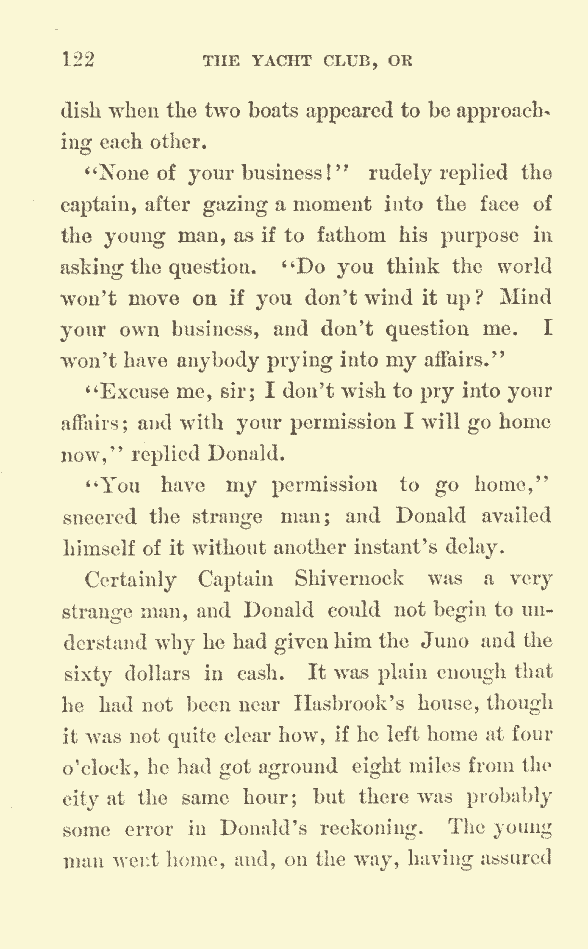 122 THE YACHT CLUB, OR
dish when the two boats appeared to be approach-
ing each other.
“None of your business!” rudely replied the
captain, after gazing a moment into the face of
the young man, as if to fathom his purpose in
asking the question. “Do you think the world
won’t move on if you don’t wind it up? Mind
your own business, and don’t question me. I
won’t have anybody prying into my affairs.”
“Excuse me, sir; I don’t wish to pry into your
affairs; and with your permission I will go home
now,” replied Donald.
“You have my permission to go home,”
sneered the strange man; and Donald availed
himself of it without another instant’s delay.
Certainly Captain Shivernock was a very
strange man, and Donald could not begin to un-
derstand why he had given him the Juno and the
sixty dollars in cash. It was plain enough that
he had not been near Hasbrook’s house, though
it was not quite clear how, if he left home at four
o’clock, he had got aground eight miles from the
city at the same hour; but there was probably
some error in Donald’s reckoning. The young
man went home, and, on the way, having assured